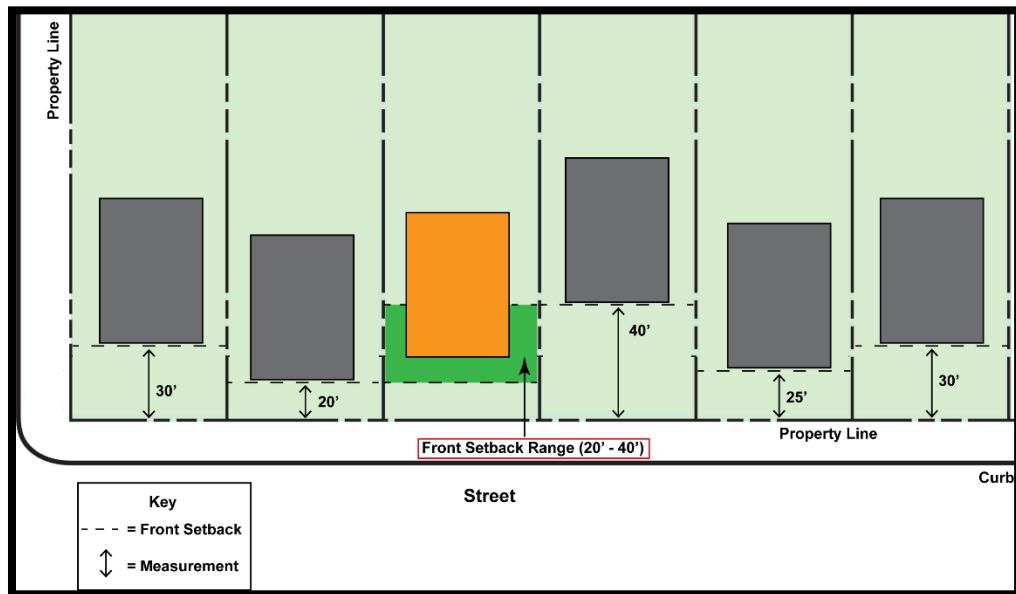 Property Line
30’
20’
40’
25’
30’
Property Line
Front Setback Range (20’ - 40’)
Curb
Street
Key
= Front Setback
= Measurement